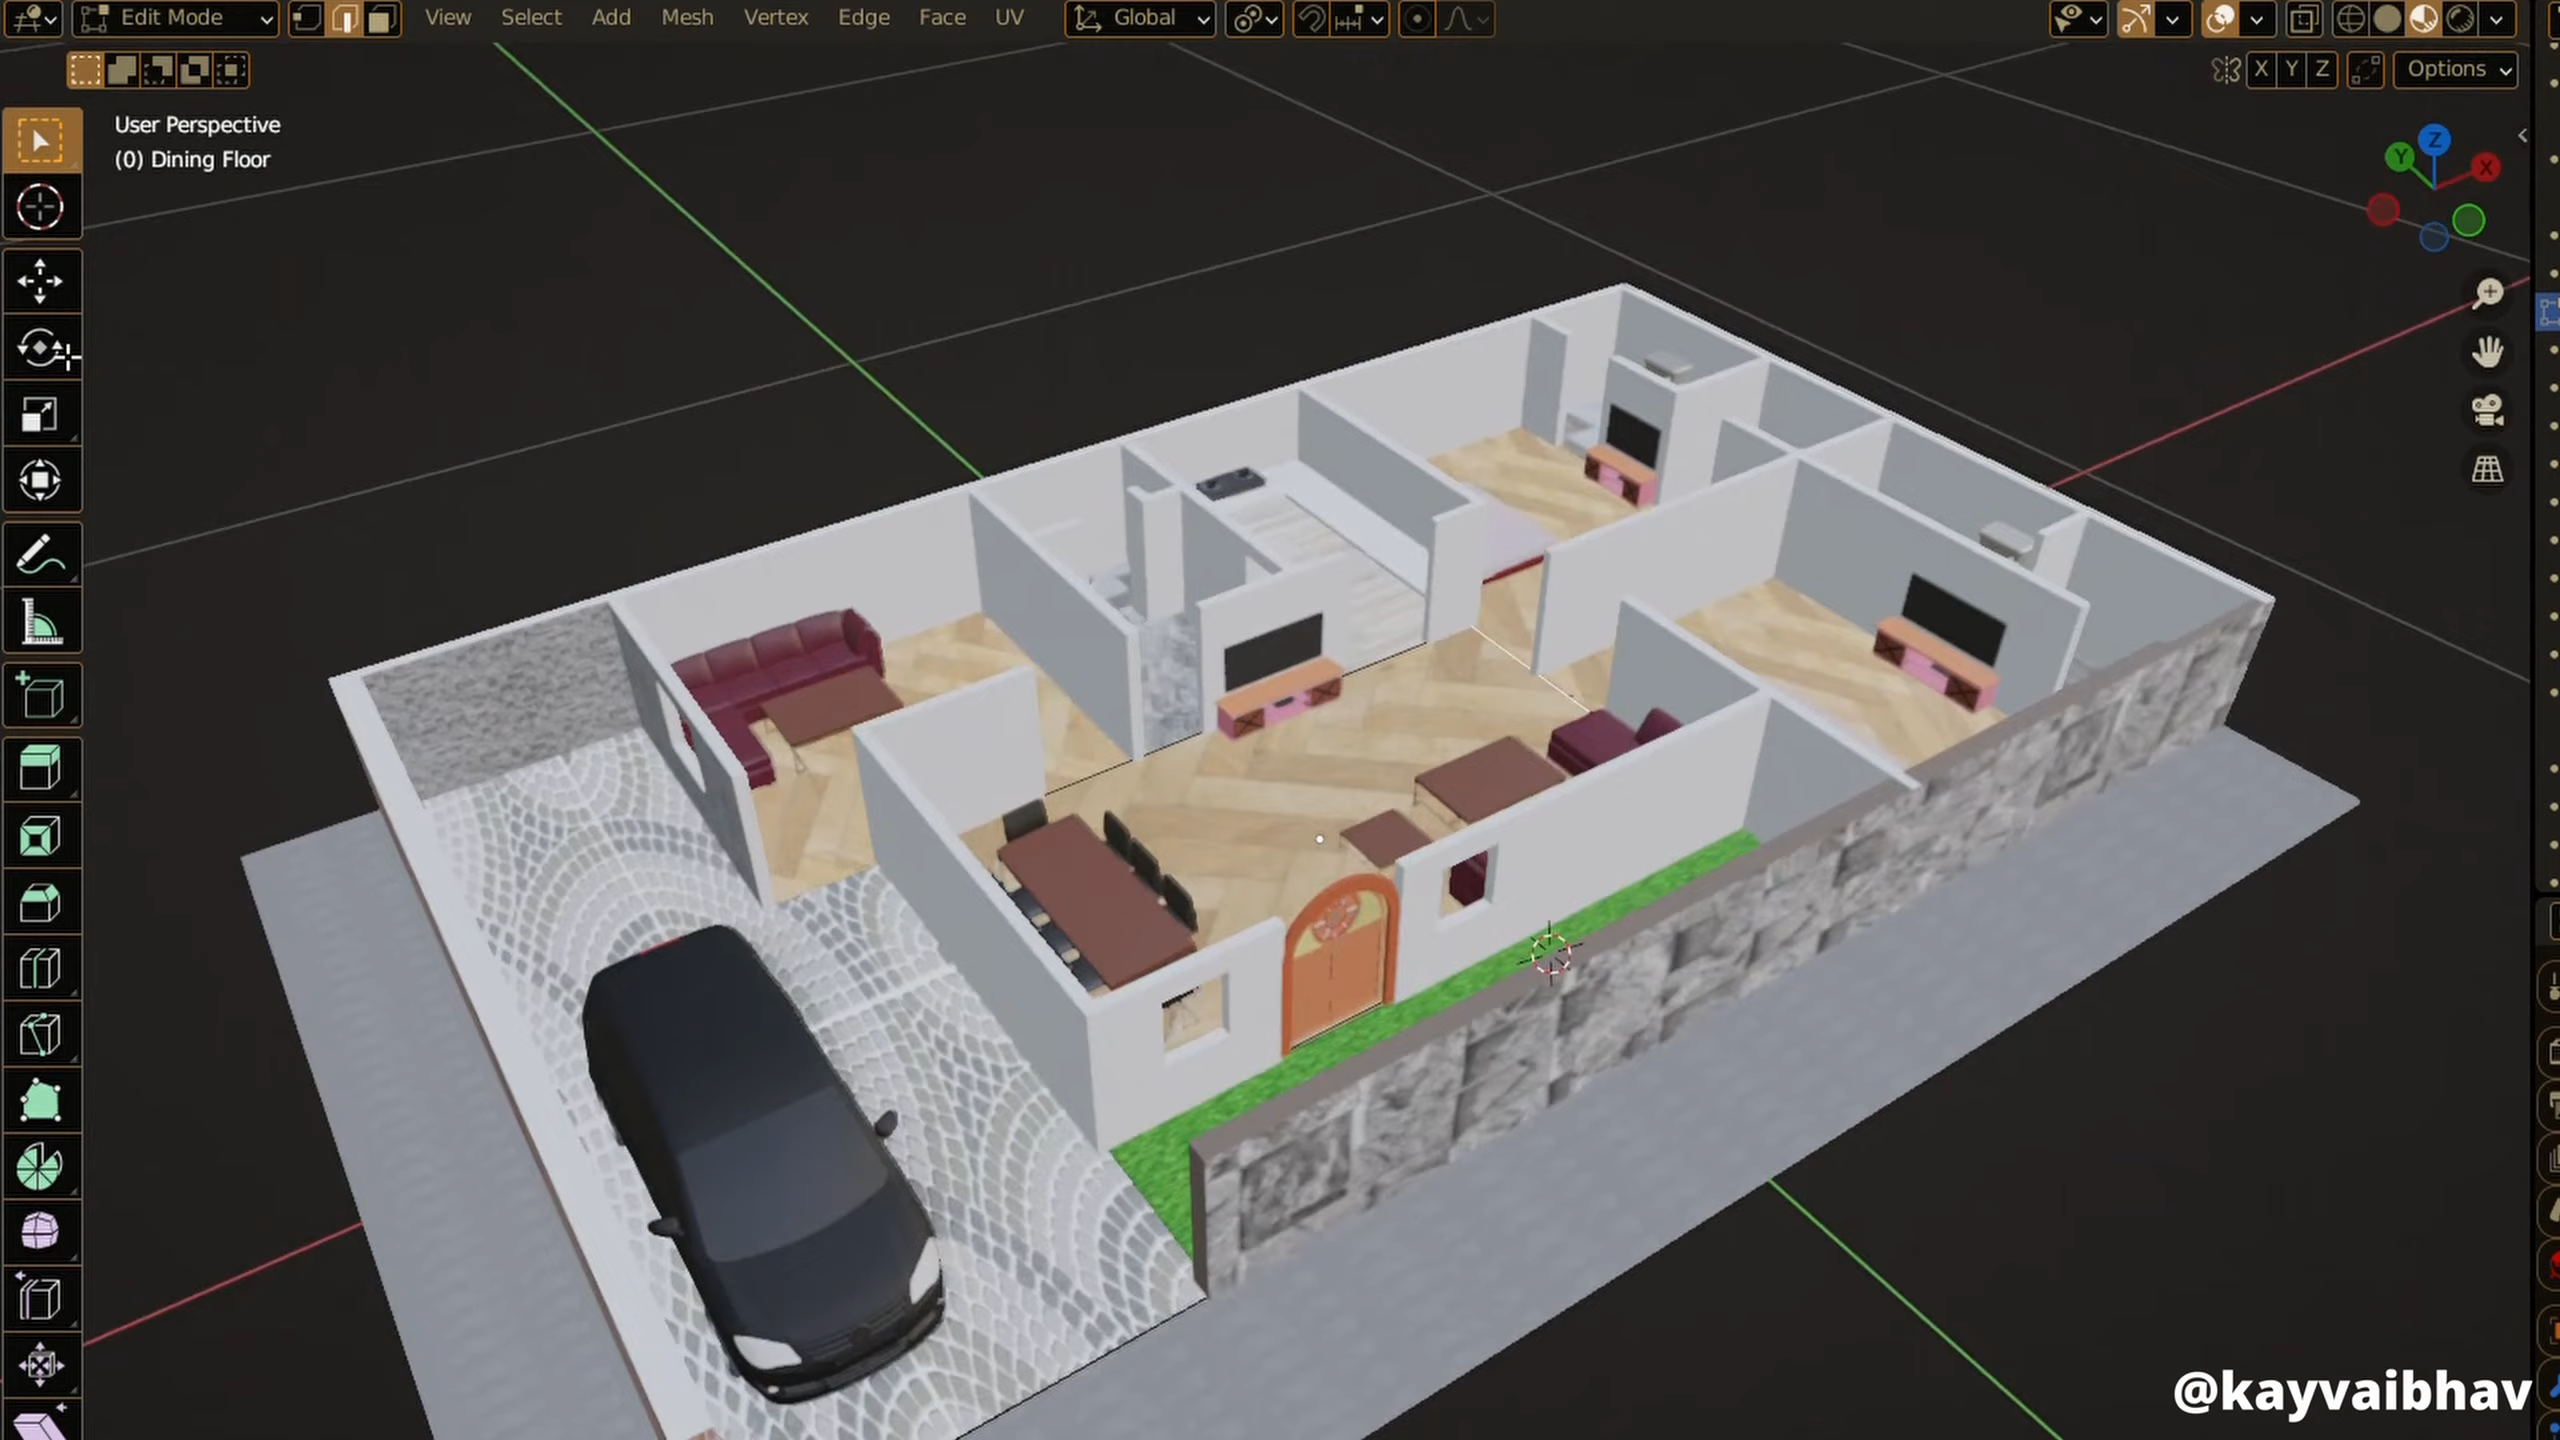 Edit Mode
View
Select
Add
Mesh
Vertex
Edge
Face
UV
Global
X
Y
Z
Options
User Perspective
(0) Dining Floor
Z
Y
X
@kayvaibhav